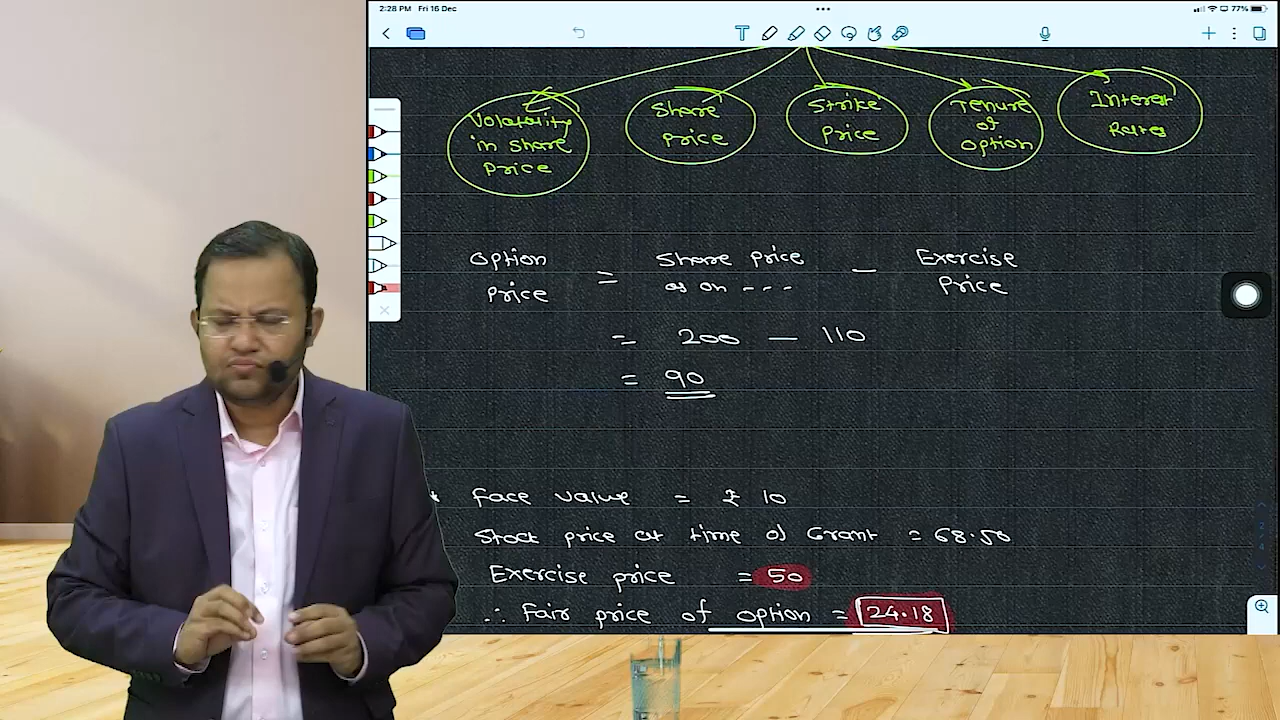 2:28 PM Fri 16 Dec
77%
Volatality in share price
Share price
Strike price
Tenure of option
Interest Rates
Option price = Share price as on --- — Exercise price
= 200 — 110
= 90
* Face value = ₹ 10
Stock price at time of Grant = 68.50
Exercise price = 50
∴ Fair price of option = 24.18